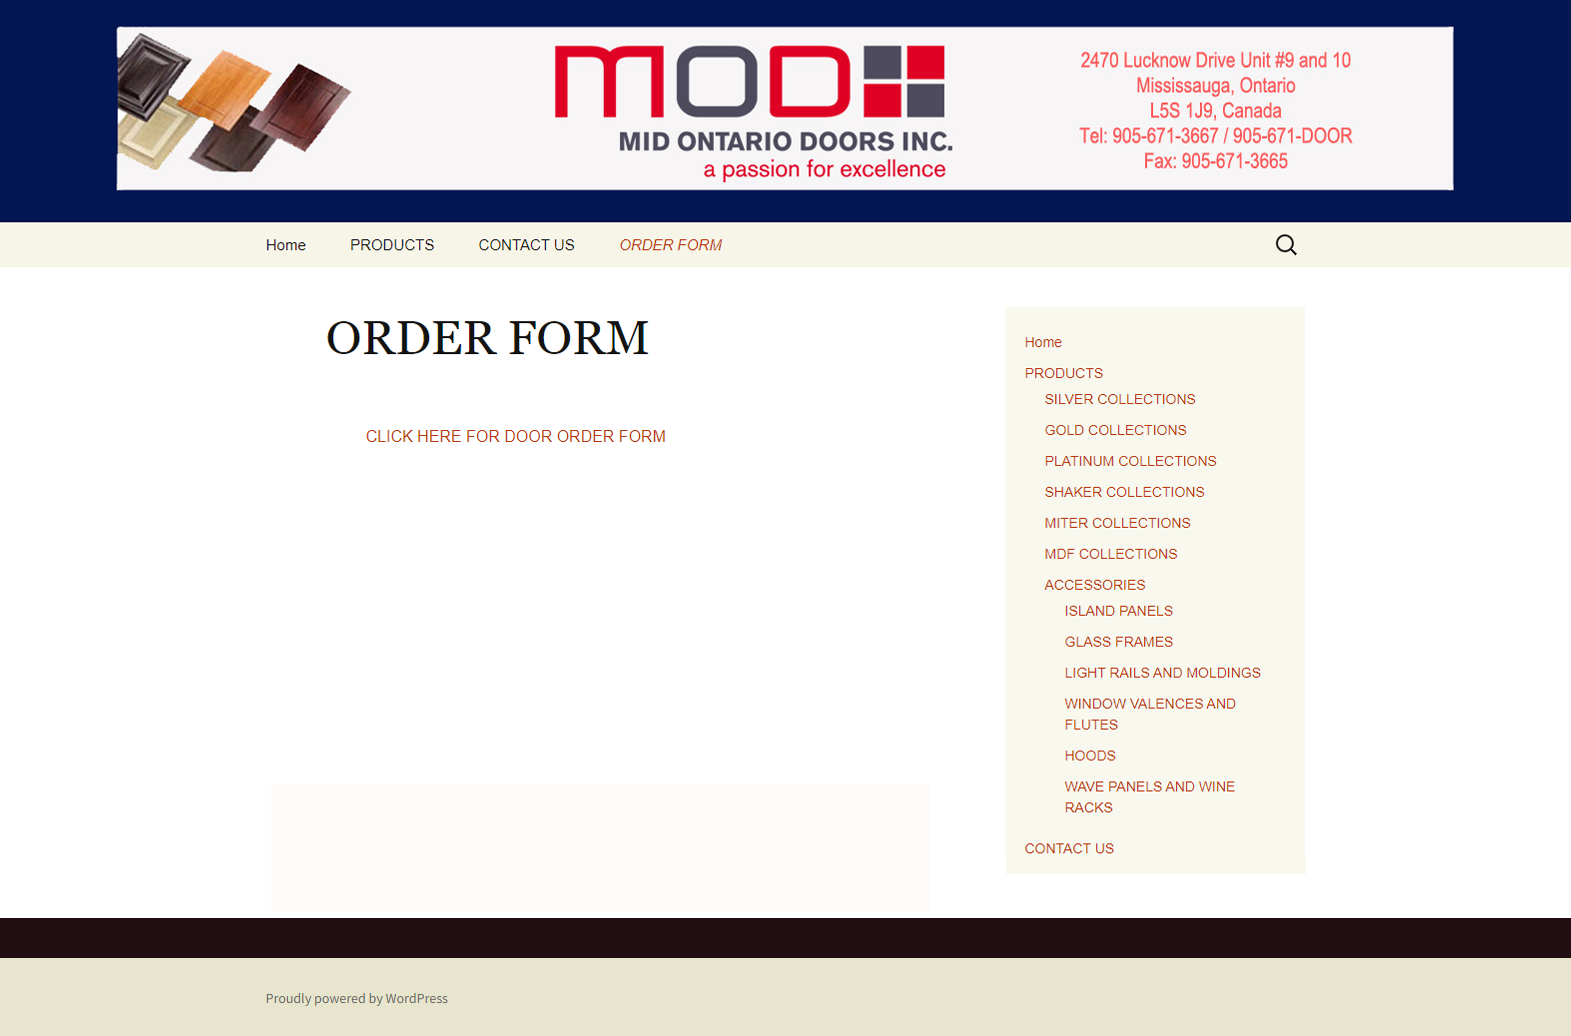 MOD
MID ONTARIO DOORS INC.
a passion for excellence
2470 Lucknow Drive Unit #9 and 10
Mississauga, Ontario
L5S 1J9, Canada
Tel: 905-671-3667 / 905-671-DOOR
Fax: 905-671-3665
Home PRODUCTS CONTACT US ORDER FORM
ORDER FORM
CLICK HERE FOR DOOR ORDER FORM
Home
PRODUCTS
SILVER COLLECTIONS
GOLD COLLECTIONS
PLATINUM COLLECTIONS
SHAKER COLLECTIONS
MITER COLLECTIONS
MDF COLLECTIONS
ACCESSORIES
ISLAND PANELS
GLASS FRAMES
LIGHT RAILS AND MOLDINGS
WINDOW VALENCES AND
FLUTES
HOODS
WAVE PANELS AND WINE
RACKS
CONTACT US
Proudly powered by WordPress